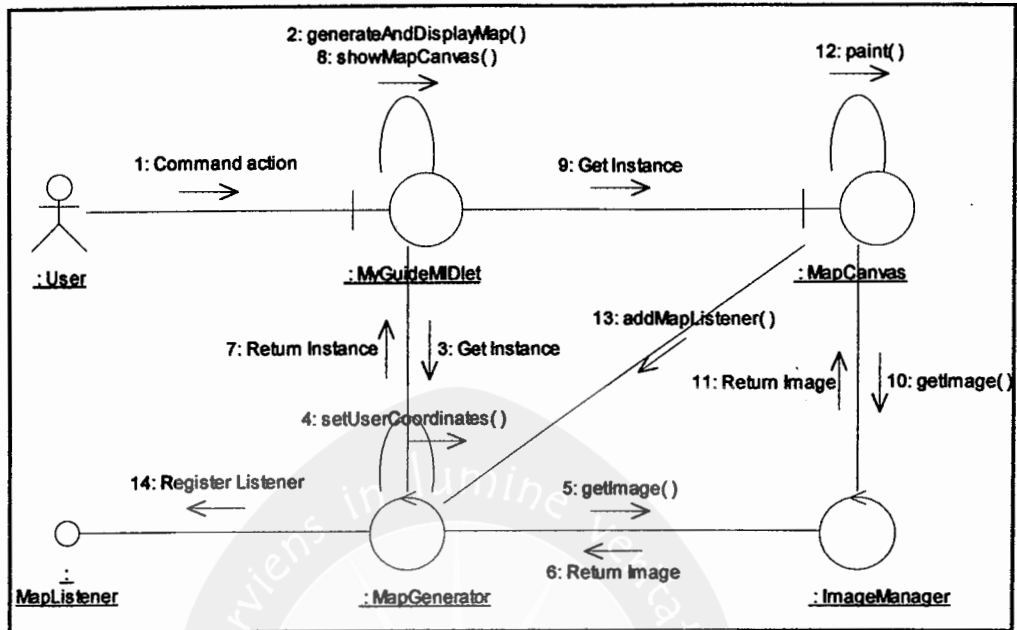 2: generateAndDisplayMap( )
8: showMapCanvas( )
12: paint( )
1: Command action
9: Get Instance
: User
: MyGuideMIDlet
: MapCanvas
13: addMapListener( )
7: Return Instance
3: Get Instance
11: Return Image
10: getImage( )
4: setUserCoordinates( )
14: Register Listener
5: getImage( )
6: Return Image
:
MapListener
: MapGenerator
: ImageManager
in lumine